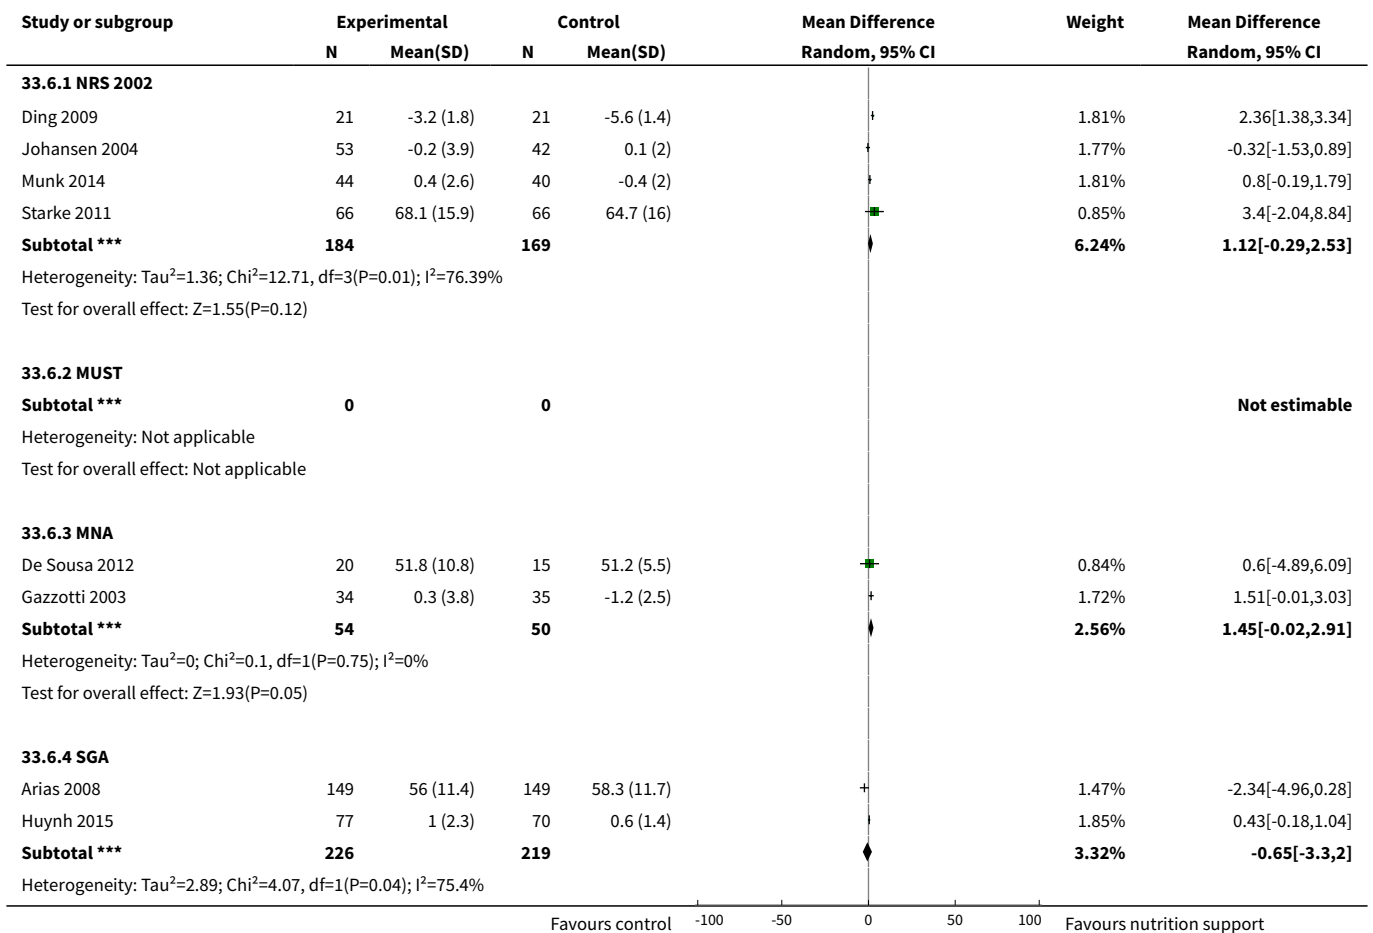 Study or subgroup Experimental Control Mean Difference Weight Mean Difference
N Mean(SD) N Mean(SD) Random, 95% CI Random, 95% CI
33.6.1 NRS 2002
Ding 2009 21 -3.2 (1.8) 21 -5.6 (1.4) 1.81% 2.36[1.38,3.34]
Johansen 2004 53 -0.2 (3.9) 42 0.1 (2) 1.77% -0.32[-1.53,0.89]
Munk 2014 44 0.4 (2.6) 40 -0.4 (2) 1.81% 0.8[-0.19,1.79]
Starke 2011 66 68.1 (15.9) 66 64.7 (16) 0.85% 3.4[-2.04,8.84]
Subtotal *** 184 169 6.24% 1.12[-0.29,2.53]
Heterogeneity: Tau²=1.36; Chi²=12.71, df=3(P=0.01); I²=76.39%
Test for overall effect: Z=1.55(P=0.12)
33.6.2 MUST
Subtotal *** 0 0 Not estimable
Heterogeneity: Not applicable
Test for overall effect: Not applicable
33.6.3 MNA
De Sousa 2012 20 51.8 (10.8) 15 51.2 (5.5) 0.84% 0.6[-4.89,6.09]
Gazzotti 2003 34 0.3 (3.8) 35 -1.2 (2.5) 1.72% 1.51[-0.01,3.03]
Subtotal *** 54 50 2.56% 1.45[-0.02,2.91]
Heterogeneity: Tau²=0; Chi²=0.1, df=1(P=0.75); I²=0%
Test for overall effect: Z=1.93(P=0.05)
33.6.4 SGA
Arias 2008 149 56 (11.4) 149 58.3 (11.7) 1.47% -2.34[-4.96,0.28]
Huynh 2015 77 1 (2.3) 70 0.6 (1.4) 1.85% 0.43[-0.18,1.04]
Subtotal *** 226 219 3.32% -0.65[-3.3,2]
Heterogeneity: Tau²=2.89; Chi²=4.07, df=1(P=0.04); I²=75.4%
Favours control -100 -50 0 50 100 Favours nutrition support